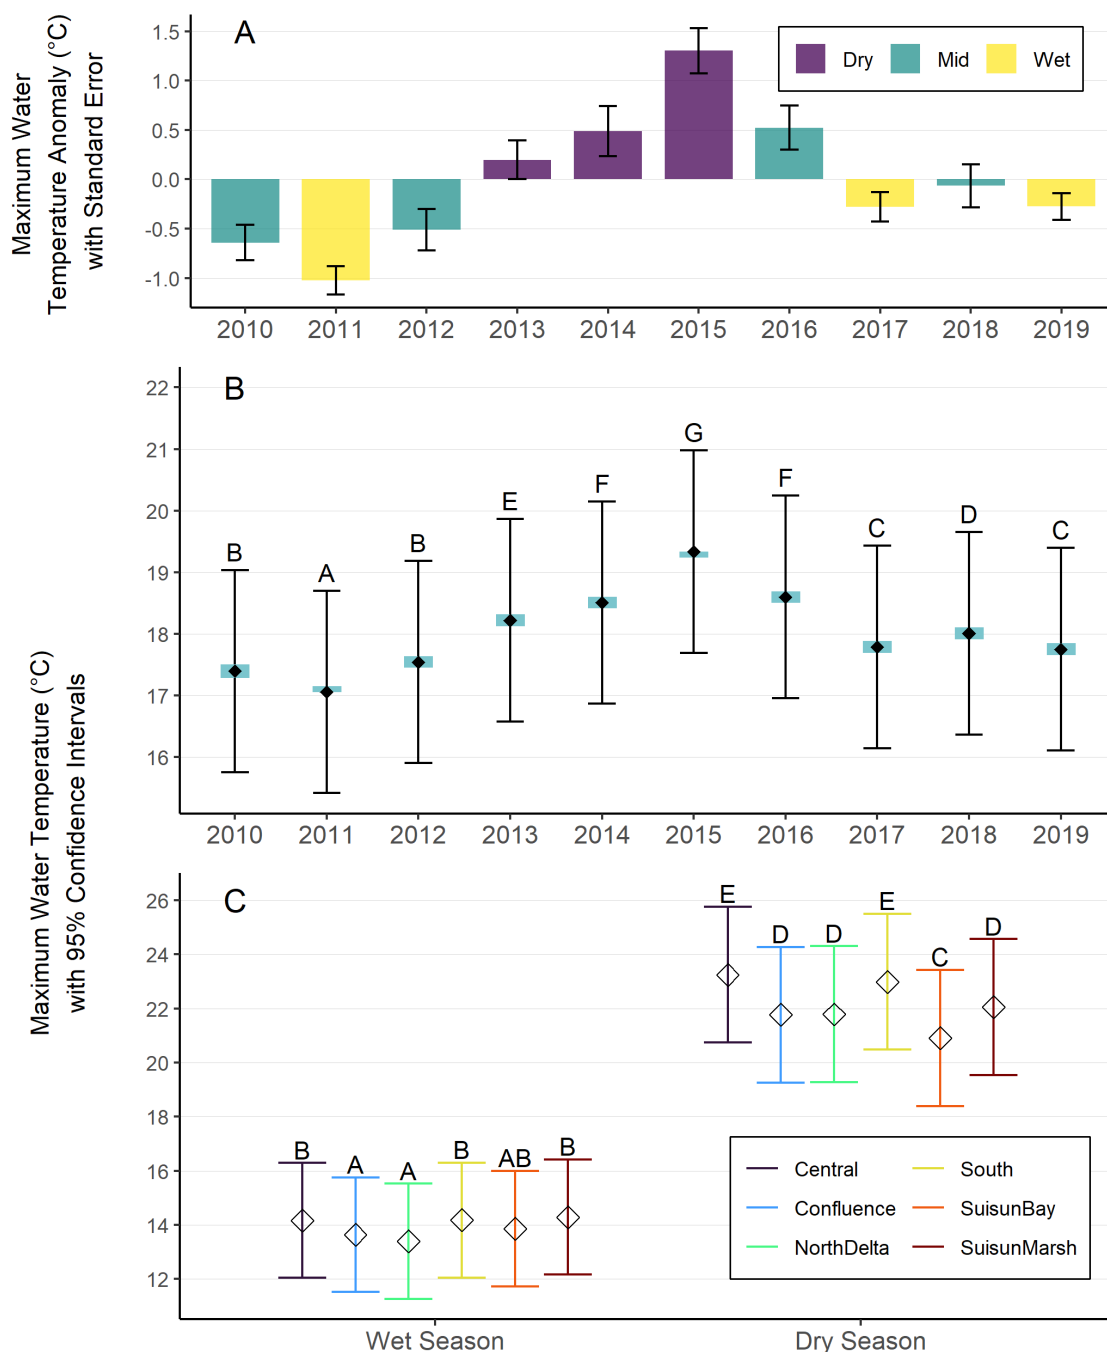 Maximum Water
Temperature Anomaly (°C)
with Standard Error
A
Dry Mid Wet
1.5
1.0
0.5
0.0
-0.5
-1.0
2010 2011 2012 2013 2014 2015 2016 2017 2018 2019
Maximum Water Temperature (°C)
with 95% Confidence Intervals
B
22
21
20
19
18
17
16
B A B E F G F C D C
2010 2011 2012 2013 2014 2015 2016 2017 2018 2019
C
26
24
22
20
18
16
14
12
B A A B AB B
E D D E C D
Central South
Confluence SuisunBay
NorthDelta SuisunMarsh
Wet Season Dry Season